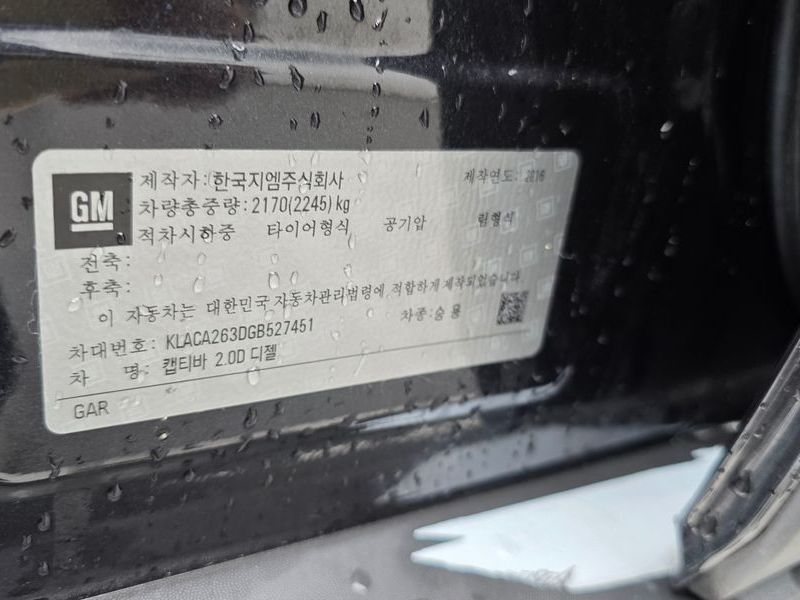 GM
제작자: 한국지엠주식회사 제작연도: 2016
차량총중량: 2170(2245) kg
적차시하중 타이어형식 공기압 림형식
전축:
후축:
이 자동차는 대한민국 자동차관리법령에 적합하게 제작되었습니다
차대번호: KLACA263DGB527451 차종: 승용
차 명: 캡티바 2.0D 디젤
GAR